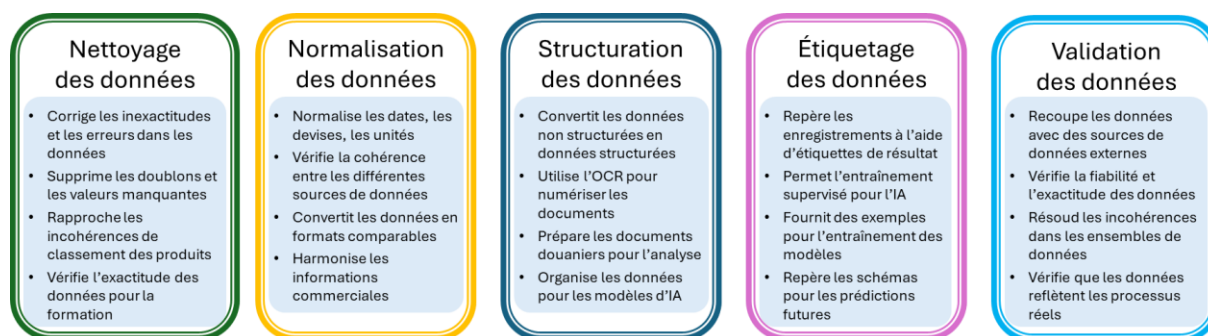 Nettoyage
des données
• Corrige les inexactitudes
et les erreurs dans les
données
• Supprime les doublons et
les valeurs manquantes
• Rapproche les
incohérences de
classement des produits
• Vérifie l'exactitude des
données pour la
formation
Normalisation
des données
• Normalise les dates, les
devises, les unités
• Vérifie la cohérence
entre les différentes
sources de données
• Convertit les données en
formats comparables
• Harmonise les
informations
commerciales
Structuration
des données
• Convertit les données
non structurées en
données structurées
• Utilise l'OCR pour
numériser les
documents
• Prépare les documents
douaniers pour l'analyse
• Organise les données
pour les modèles d'IA
Étiquetage
des données
• Repère les
enregistrements à l'aide
d'étiquettes de résultat
• Permet l'entraînement
supervisé pour l'IA
• Fournit des exemples
pour l'entraînement des
modèles
• Repère les schémas
pour les prédictions
futures
Validation
des données
• Recoupe les données
avec des sources de
données externes
• Vérifie la fiabilité et
l'exactitude des données
• Résoud les incohérences
dans les ensembles de
données
• Vérifie que les données
reflètent les processus
réels